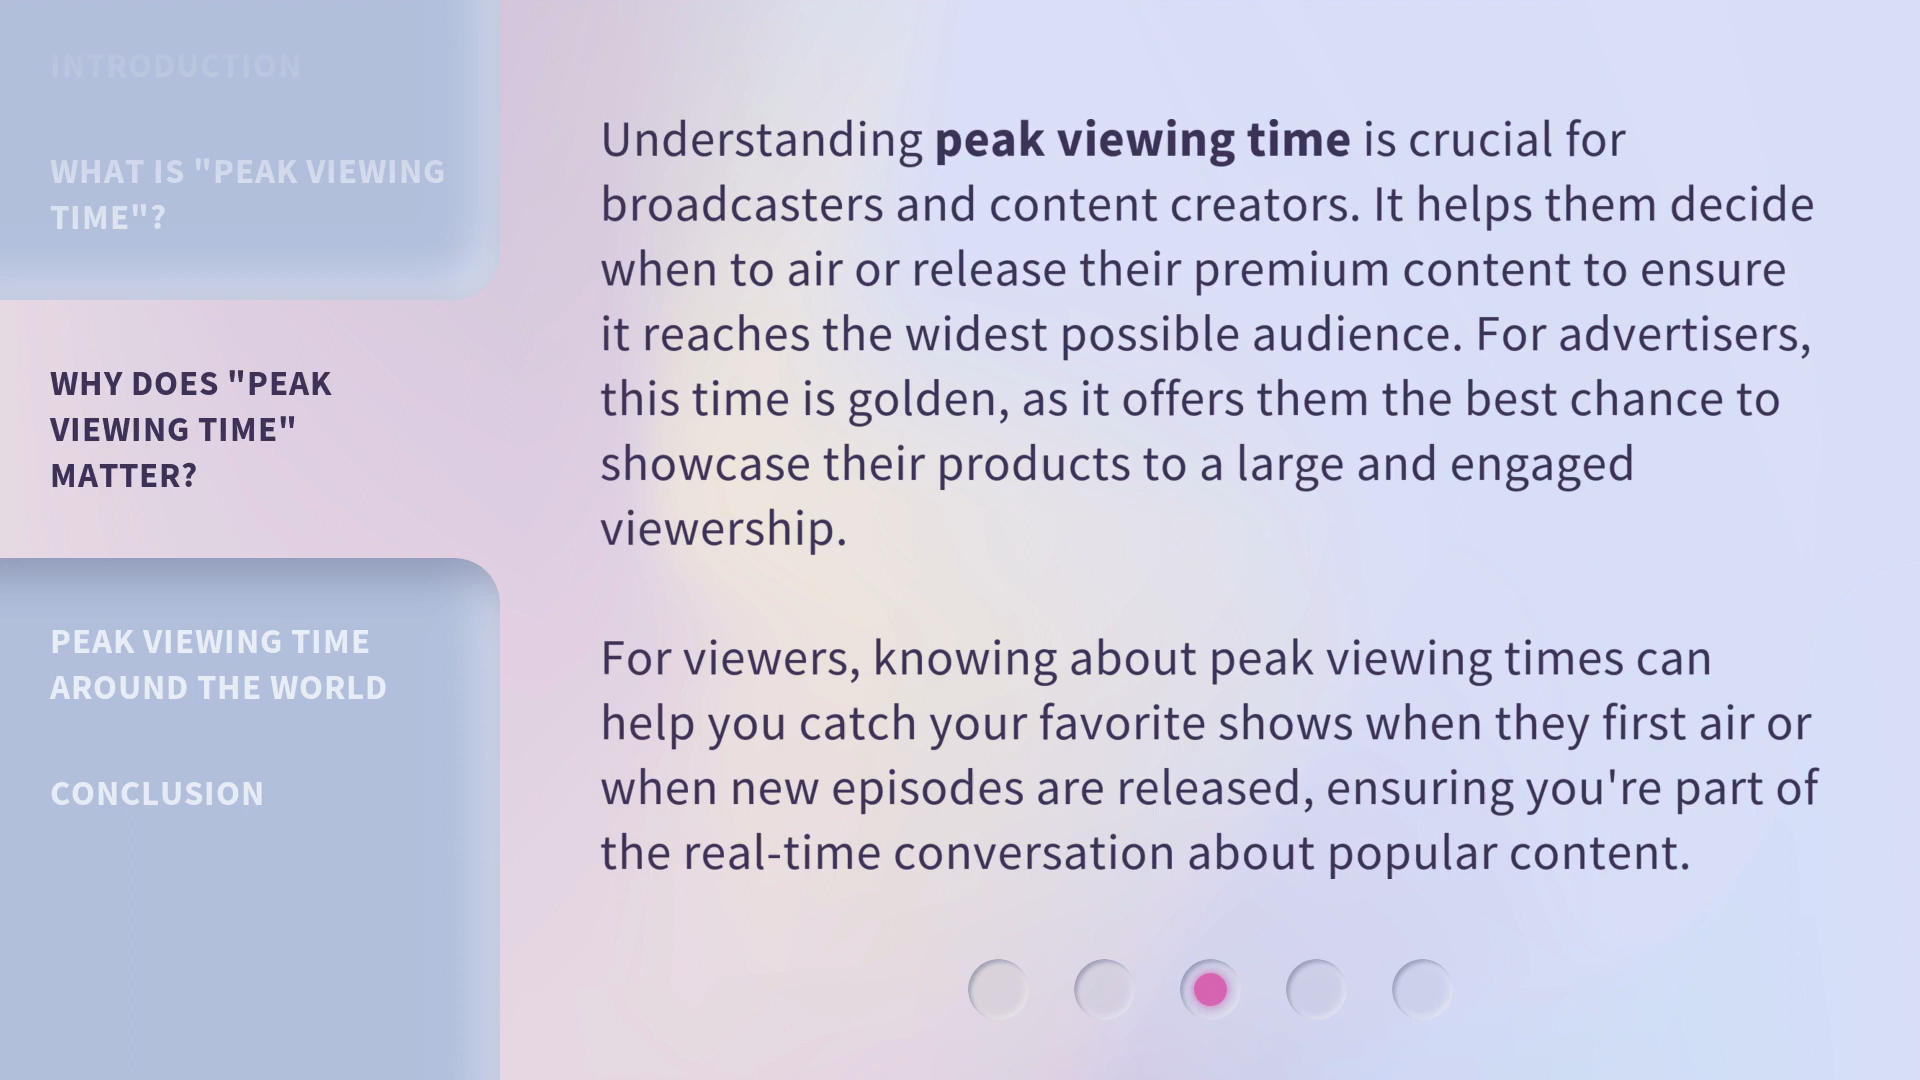 INTRODUCTION
WHAT IS "PEAK VIEWING
TIME"?
WHY DOES "PEAK
VIEWING TIME"
MATTER?
PEAK VIEWING TIME
AROUND THE WORLD
CONCLUSION
Understanding peak viewing time is crucial for
broadcasters and content creators. It helps them decide
when to air or release their premium content to ensure
it reaches the widest possible audience. For advertisers,
this time is golden, as it offers them the best chance to
showcase their products to a large and engaged
viewership.
For viewers, knowing about peak viewing times can
help you catch your favorite shows when they first air or
when new episodes are released, ensuring you're part of
the real-time conversation about popular content.